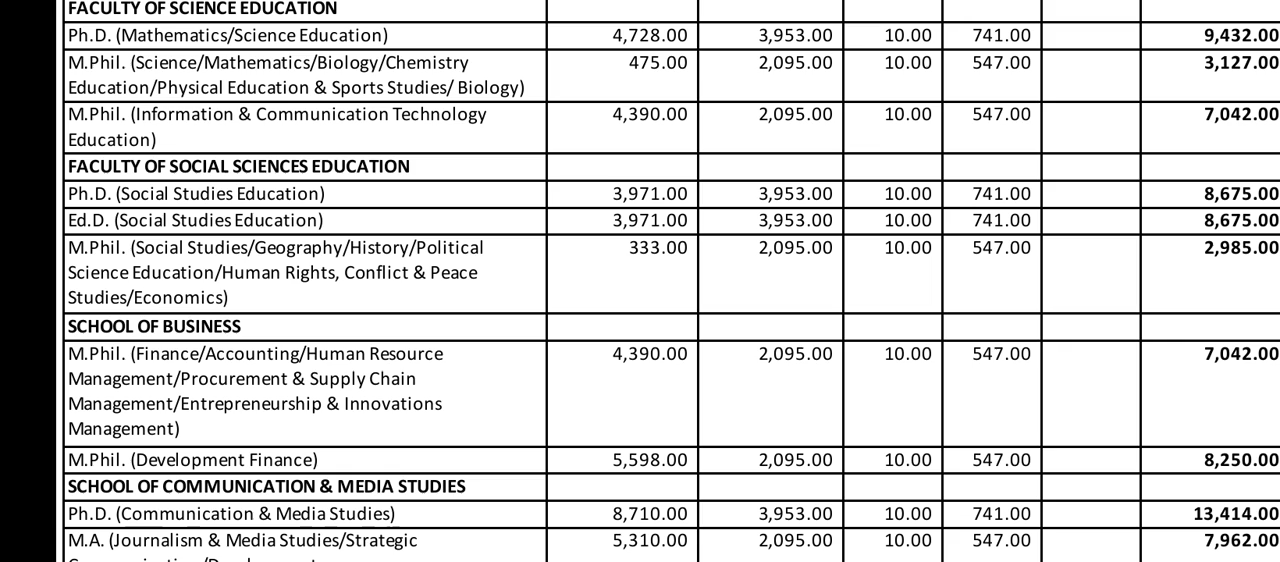 FACULTY OF SCIENCE EDUCATION
Ph.D. (Mathematics/Science Education) 4,728.00 3,953.00 10.00 741.00 9,432.00
M.Phil. (Science/Mathematics/Biology/Chemistry 475.00 2,095.00 10.00 547.00 3,127.00
Education/Physical Education & Sports Studies/ Biology)
M.Phil. (Information & Communication Technology 4,390.00 2,095.00 10.00 547.00 7,042.00
Education)
FACULTY OF SOCIAL SCIENCES EDUCATION
Ph.D. (Social Studies Education) 3,971.00 3,953.00 10.00 741.00 8,675.00
Ed.D. (Social Studies Education) 3,971.00 3,953.00 10.00 741.00 8,675.00
M.Phil. (Social Studies/Geography/History/Political 333.00 2,095.00 10.00 547.00 2,985.00
Science Education/Human Rights, Conflict & Peace
Studies/Economics)
SCHOOL OF BUSINESS
M.Phil. (Finance/Accounting/Human Resource 4,390.00 2,095.00 10.00 547.00 7,042.00
Management/Procurement & Supply Chain
Management/Entrepreneurship & Innovations
Management)
M.Phil. (Development Finance) 5,598.00 2,095.00 10.00 547.00 8,250.00
SCHOOL OF COMMUNICATION & MEDIA STUDIES
Ph.D. (Communication & Media Studies) 8,710.00 3,953.00 10.00 741.00 13,414.00
M.A. (Journalism & Media Studies/Strategic 5,310.00 2,095.00 10.00 547.00 7,962.00